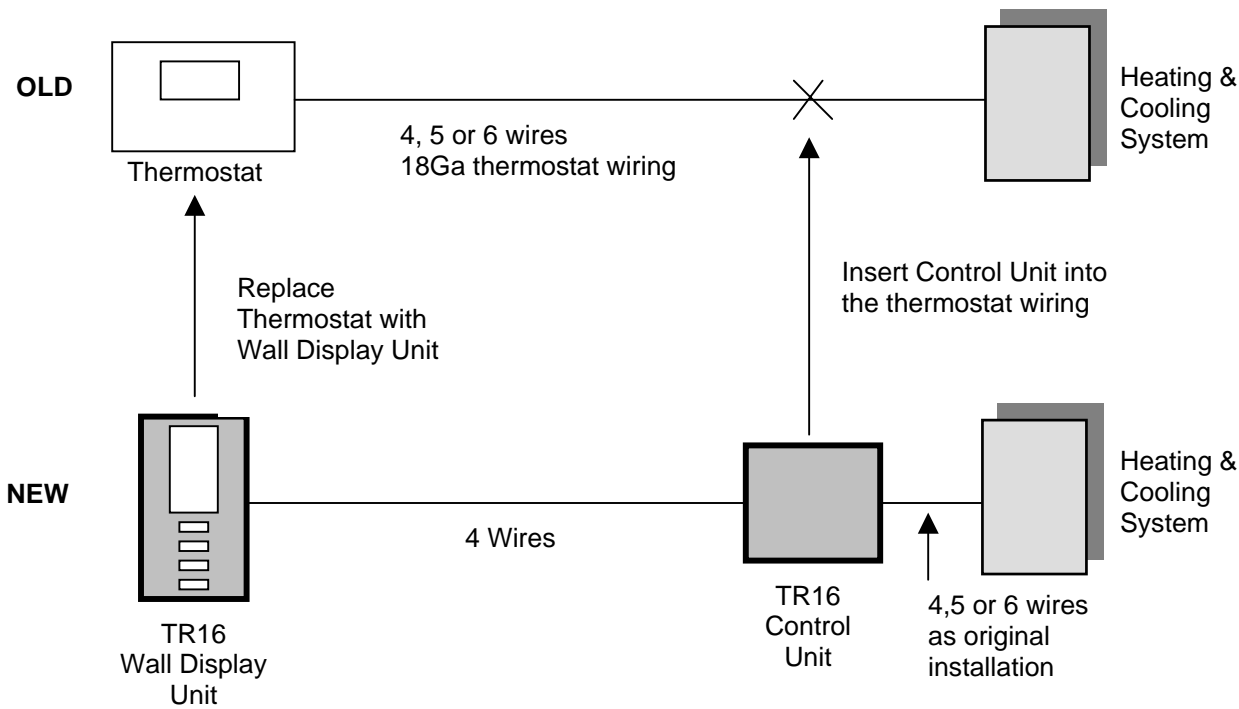 OLD
Thermostat
4, 5 or 6 wires
18Ga thermostat wiring
Heating &
Cooling
System
Replace
Thermostat with
Wall Display Unit
Insert Control Unit into
the thermostat wiring
NEW
TR16
Wall Display
Unit
4 Wires
TR16
Control
Unit
4,5 or 6 wires
as original
installation
Heating &
Cooling
System